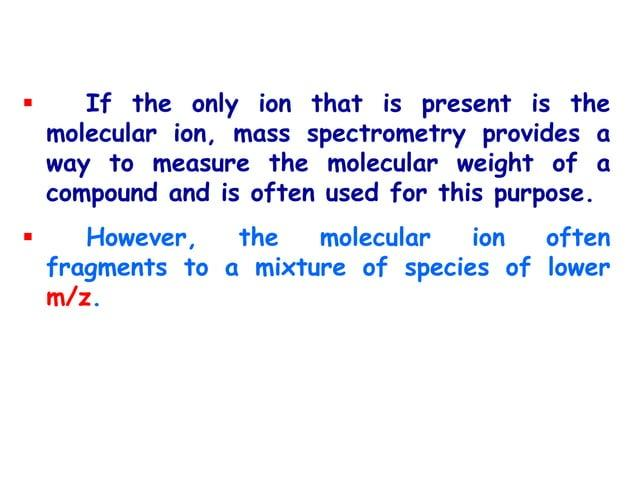 ▪ If the only ion that is present is the
molecular ion, mass spectrometry provides a
way to measure the molecular weight of a
compound and is often used for this purpose.
▪ However, the molecular ion often
fragments to a mixture of species of lower
m/z.